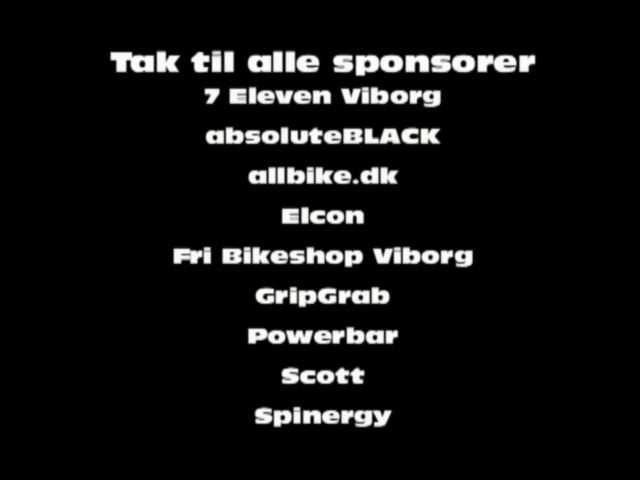 Tak til alle sponsorer
7 Eleven Viborg
absoluteBLACK
allbike.dk
Elcon
Fri Bikeshop Viborg
GripGrab
Powerbar
Scott
Spinergy